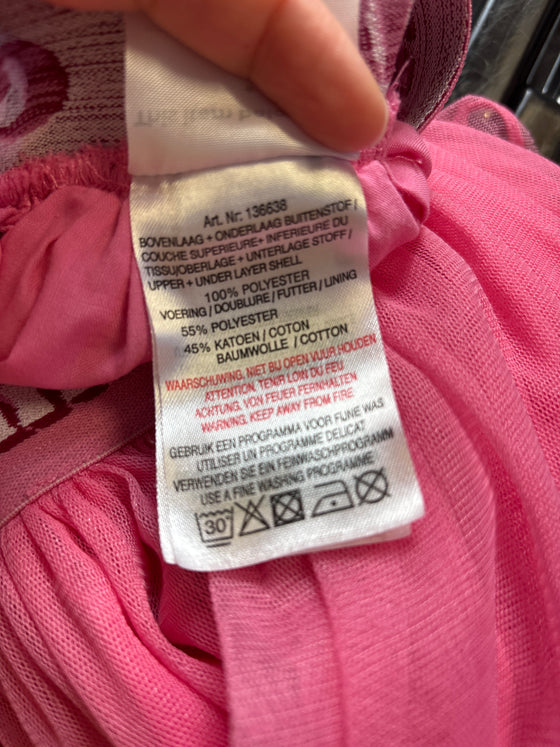 This item
Art. Nr: 136638
BOVENLAAG + ONDERLAAG BUITENSTOF /
COUCHE SUPERIEURE+ INFERIEURE DU
TISSU/OBERLAGE + UNTERLAGE STOFF /
UPPER + UNDER LAYER SHELL
100% POLYESTER
VOERING / DOUBLURE / FUTTER / LINING
55% POLYESTER
45% KATOEN / COTON
BAUMWOLLE / COTTON
WAARSCHUWING, NIET BIJ OPEN VUUR HOUDEN
ATTENTION, TENIR LOIN DU FEU
ACHTUNG, VON FEUER FERNHALTEN
WARNING, KEEP AWAY FROM FIRE
GEBRUIK EEN PROGRAMMA VOOR FIJNE WAS
UTILISER UN PROGRAMME DELICAT
VERWENDEN SIE EIN FEINWASCHPROGRAMM
USE A FINE WASHING PROGRAMME
30